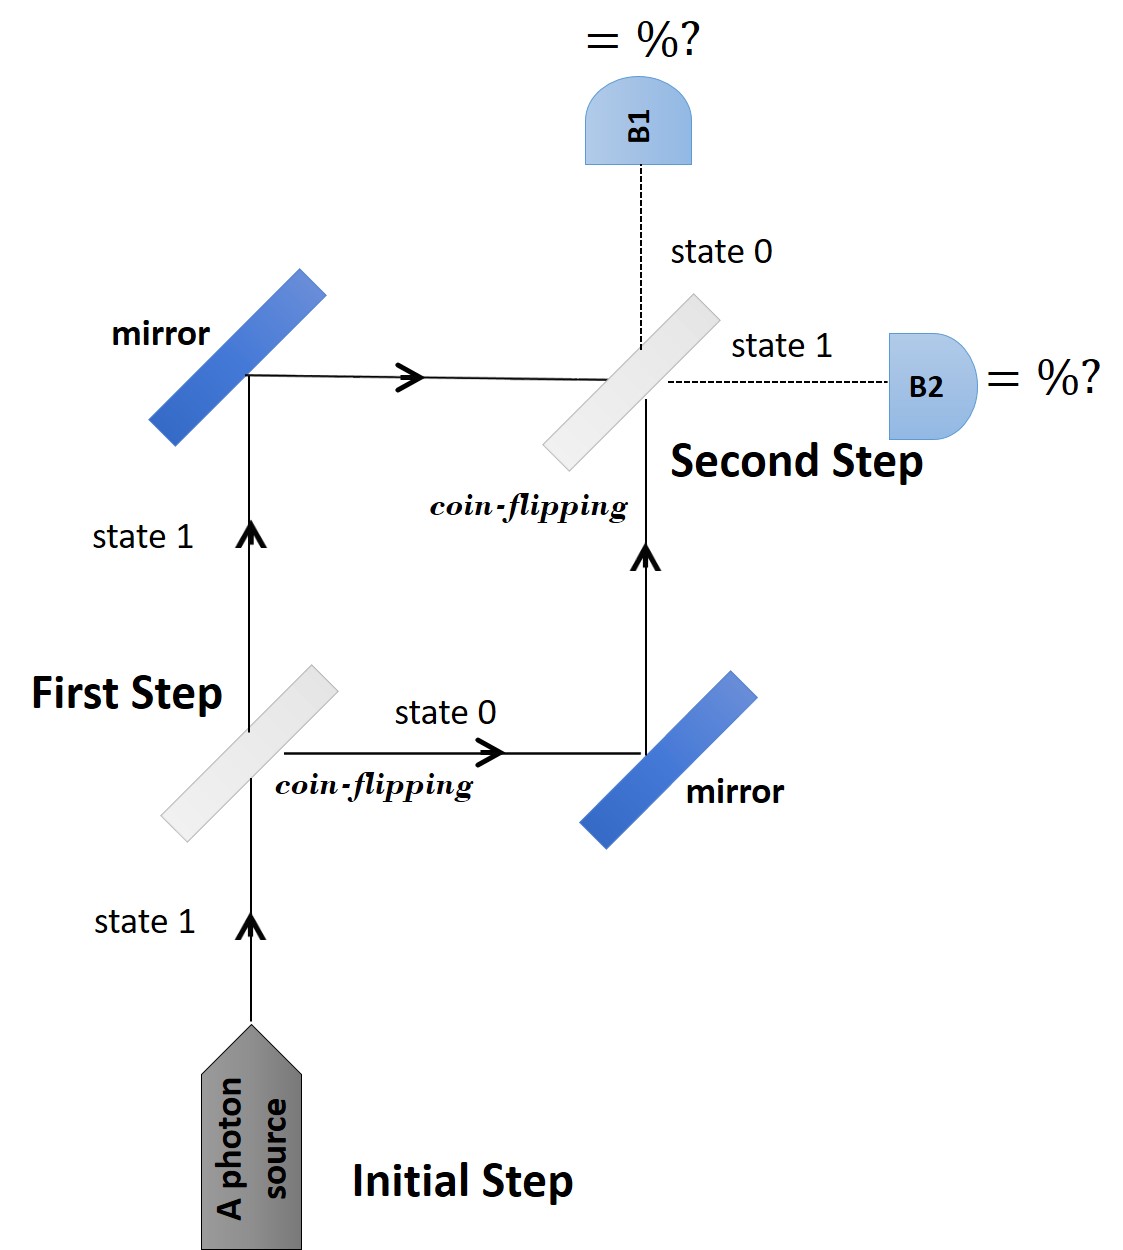 = %?
B1
state 0
mirror
state 1
B2
= %?
Second Step
coin-flipping
state 1
First Step
state 0
coin-flipping
mirror
state 1
A photon
source
Initial Step